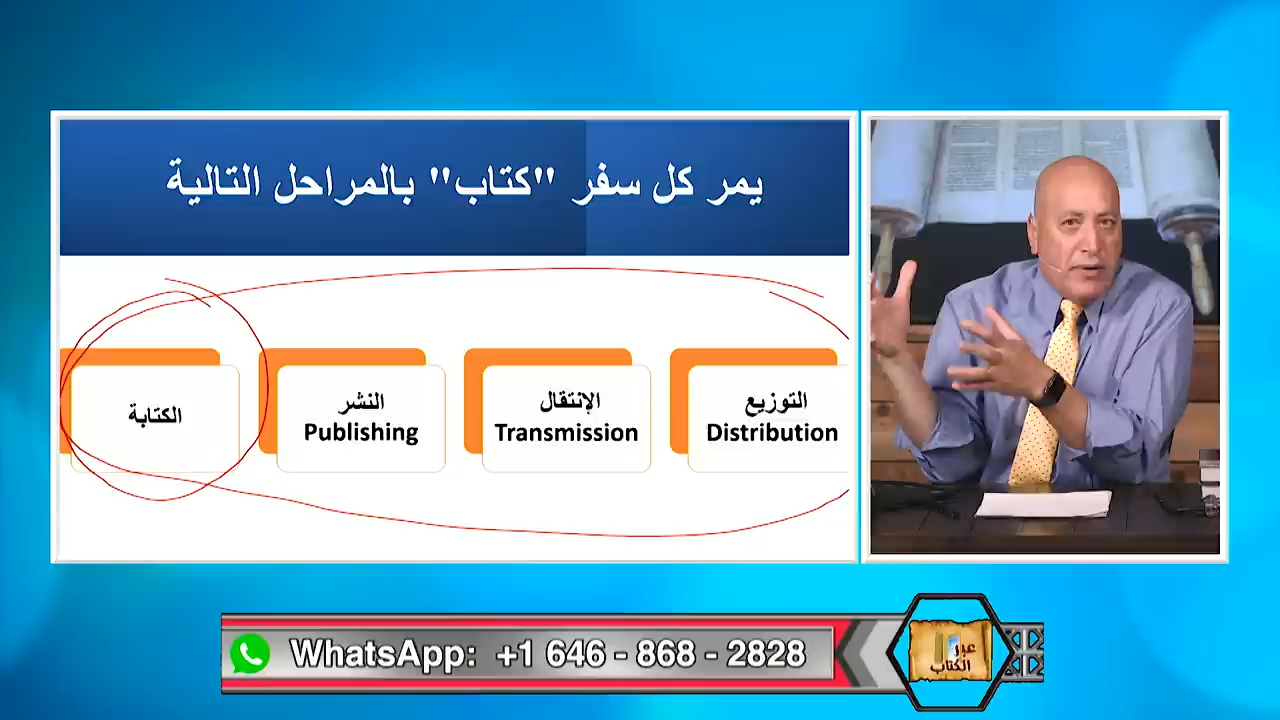 يمر كل سفر "كتاب" بالمراحل التالية
الكتابة
النشر
Publishing
الإنتقال
Transmission
التوزيع
Distribution
WhatsApp: +1 646 - 868 - 2828
عبر
الكتاب